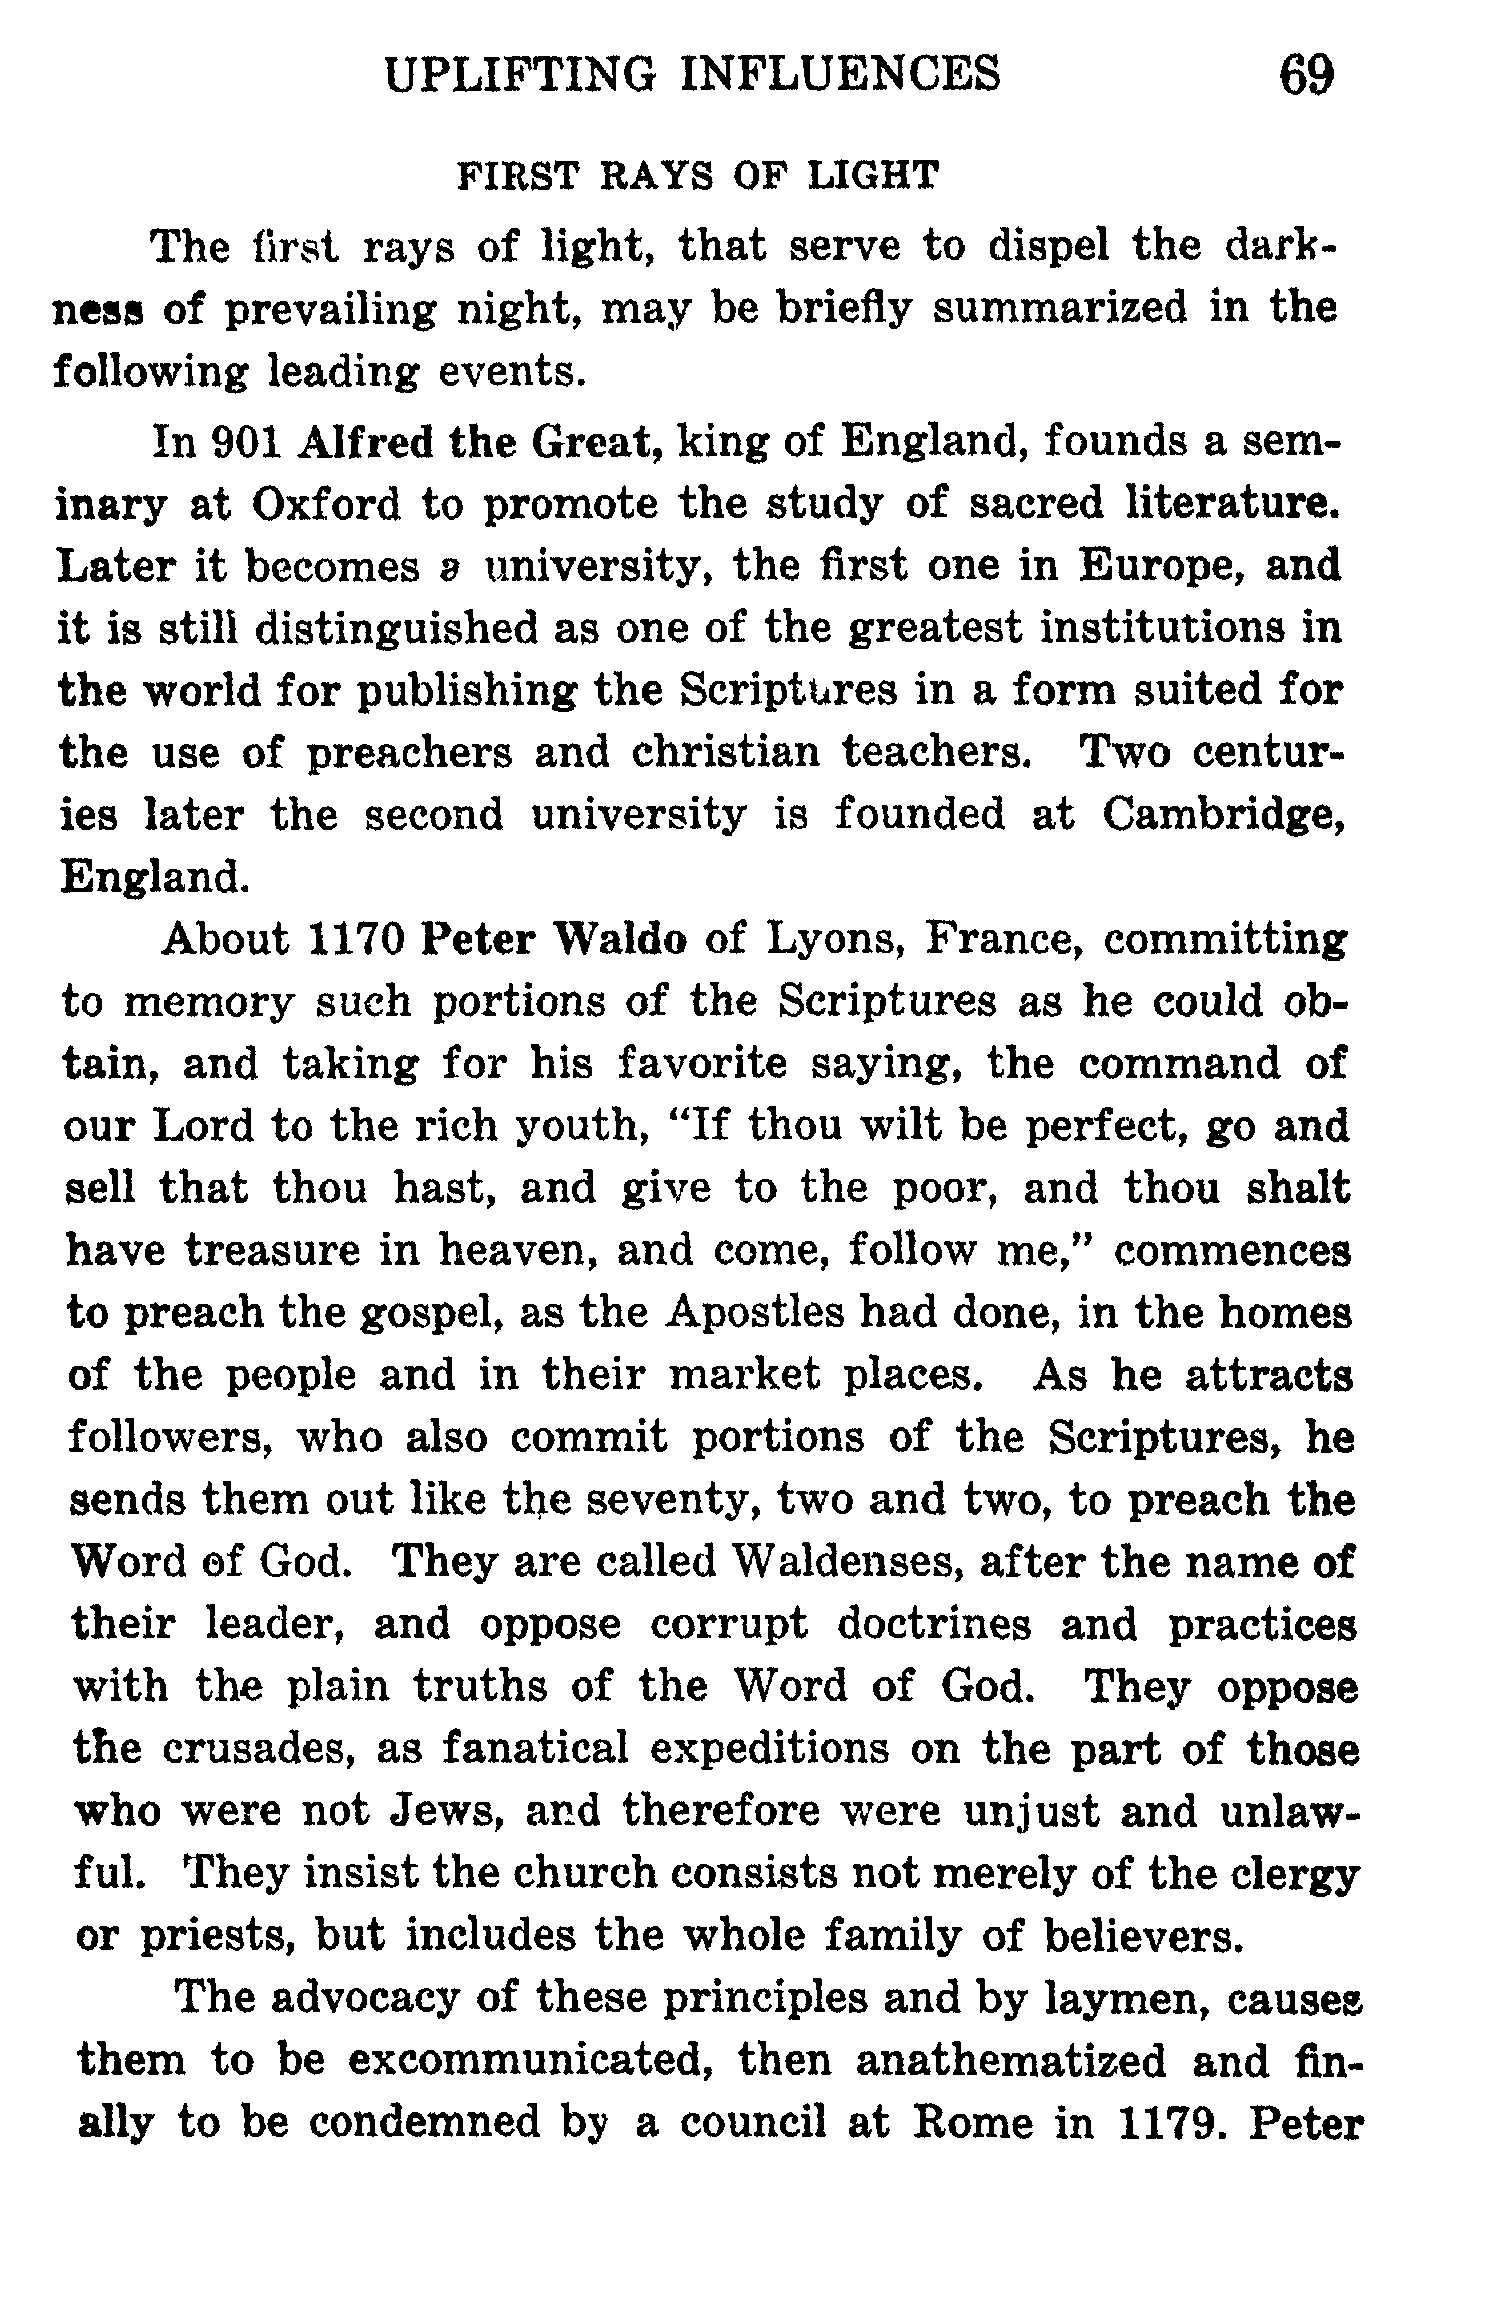 UPLIFTING INFLUENCES 69
FIRST RAYS OF LIGHT
The first rays of light, that serve to dispel the dark-
ness of prevailing night, may be briefly summarized in the
following leading events.
In 901 Alfred the Great, king of England, founds a sem-
inary at Oxford to promote the study of sacred literature.
Later it becomes a university, the first one in Europe, and
it is still distinguished as one of the greatest institutions in
the world for publishing the Scriptures in a form suited for
the use of preachers and christian teachers. Two centur-
ies later the second university is founded at Cambridge,
England.
About 1170 Peter Waldo of Lyons, France, committing
to memory such portions of the Scriptures as he could ob-
tain, and taking for his favorite saying, the command of
our Lord to the rich youth, “If thou wilt be perfect, go and
sell that thou hast, and give to the poor, and thou shalt
have treasure in heaven, and come, follow me,” commences
to preach the gospel, as the Apostles had done, in the homes
of the people and in their market places. As he attracts
followers, who also commit portions of the Scriptures, he
sends them out like the seventy, two and two, to preach the
Word of God. They are called Waldenses, after the name of
their leader, and oppose corrupt doctrines and practices
with the plain truths of the Word of God. They oppose
the crusades, as fanatical expeditions on the part of those
who were not Jews, and therefore were unjust and unlaw-
ful. They insist the church consists not merely of the clergy
or priests, but includes the whole family of believers.
The advocacy of these principles and by laymen, causes
them to be excommunicated, then anathematized and fin-
ally to be condemned by a council at Rome in 1179. Peter